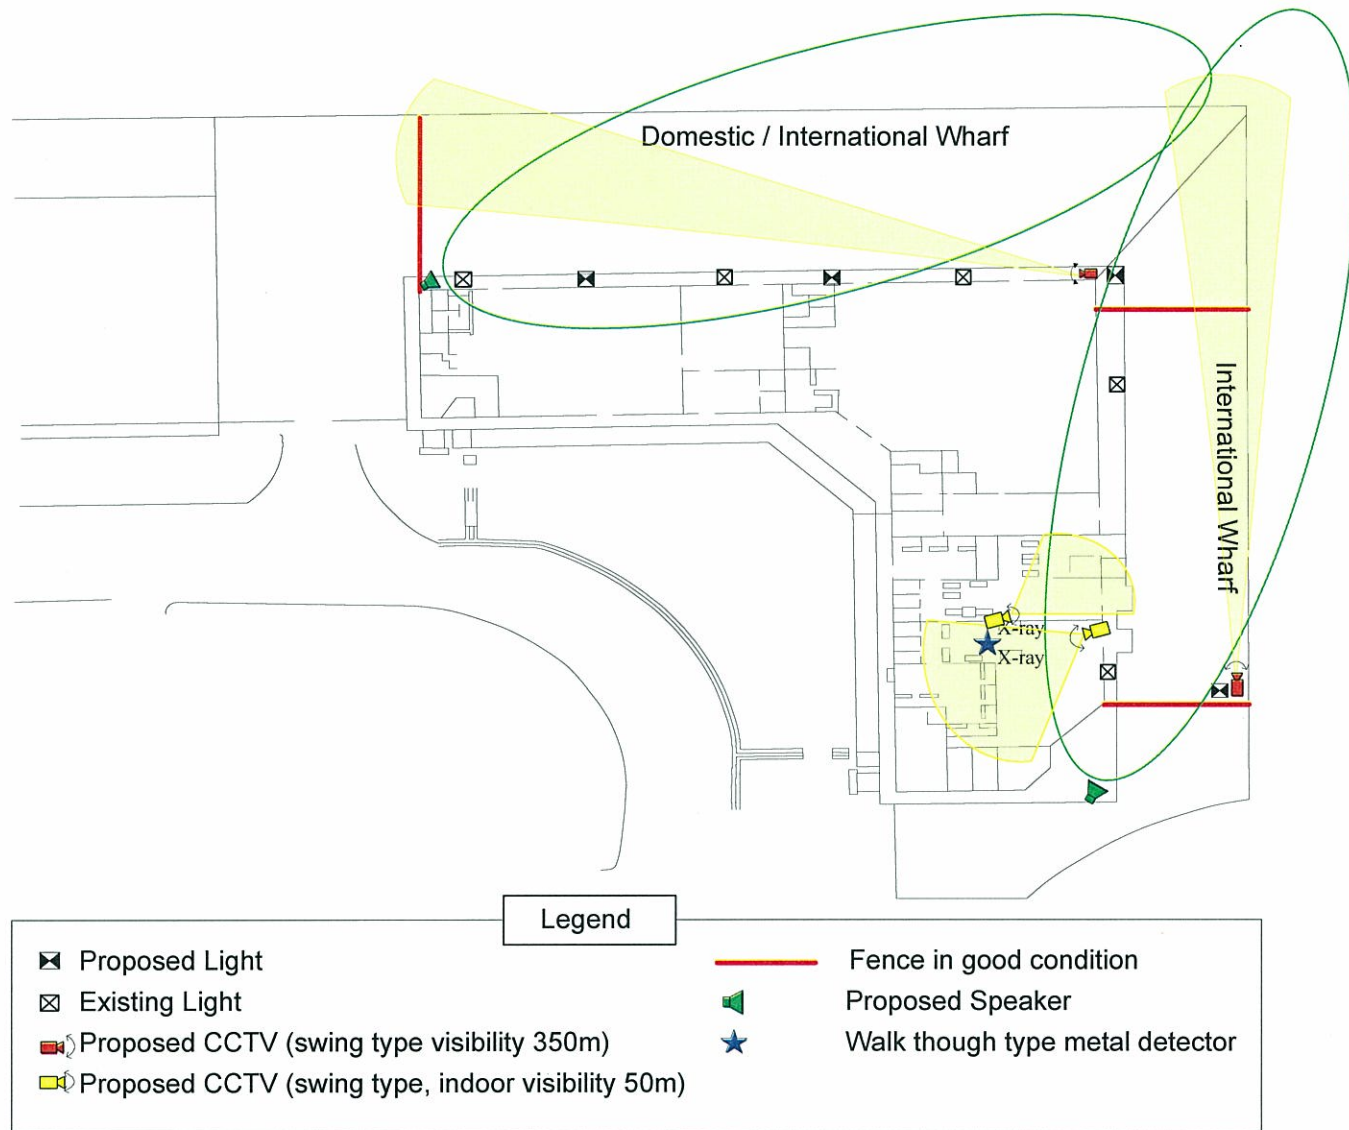 Domestic / International Wharf
International Wharf
X-ray
X-ray
Legend
Proposed Light
Existing Light
Proposed CCTV (swing type visibility 350m)
Proposed CCTV (swing type, indoor visibility 50m)
Fence in good condition
Proposed Speaker
Walk though type metal detector